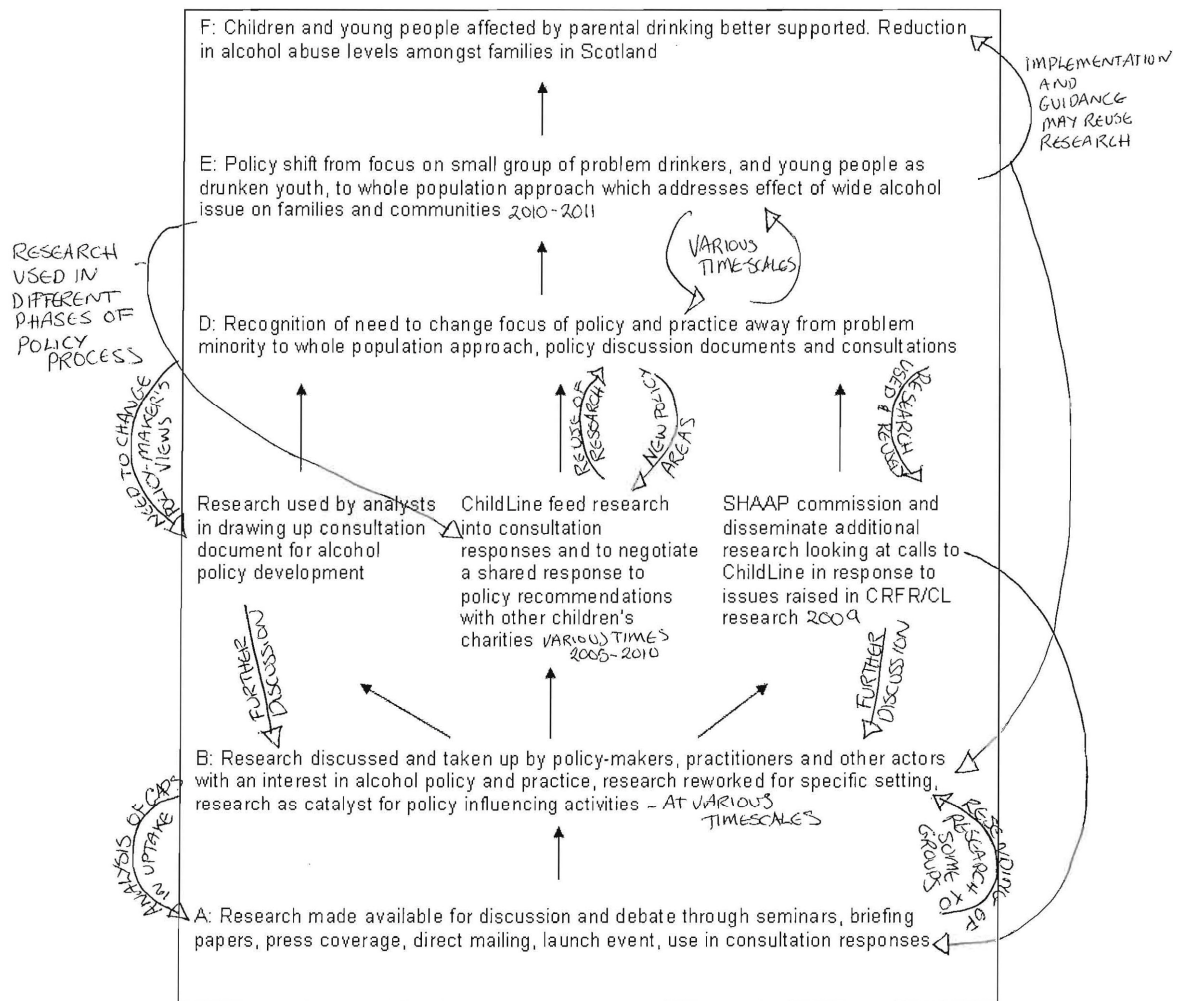 F: Children and young people affected by parental drinking better supported. Reduction
in alcohol abuse levels amongst families in Scotland
IMPLEMENTATION
AND
GUIDANCE
MAY REUSE
RESEARCH
E: Policy shift from focus on small group of problem drinkers, and young people as
drunken youth, to whole population approach which addresses effect of wide alcohol
issue on families and communities 2010-2011
RESEARCH
USED IN
DIFFERENT
PHASES OF
POLICY
PROCESS
VARIOUS
TIMESCALES
D: Recognition of need to change focus of policy and practice away from problem
minority to whole population approach, policy discussion documents and consultations
NEED TO CHANGE
POLICY-MAKER'S
VIEWS
REUSE OF
RESEARCH
NEW POLICY
AREAS
RESEARCH
USED & REUSED
Research used by analysts
in drawing up consultation
document for alcohol
policy development
ChildLine feed research
into consultation
responses and to negotiate
a shared response to
policy recommendations
with other children's
charities VARIOUS TIMES
2005-2010
SHAAP commission and
disseminate additional
research looking at calls to
ChildLine in response to
issues raised in CRFR/CL
research 2009
FURTHER
DISCUSSION
FURTHER
DISCUSSION
B: Research discussed and taken up by policy-makers, practitioners and other actors
with an interest in alcohol policy and practice, research reworked for specific setting,
research as catalyst for policy influencing activities - AT VARIOUS
TIMESCALES
ANALYSIS OF GAPS
IN UPTAKE
RESENDING OF
RESEARCH TO
SOME
GROUPS
A: Research made available for discussion and debate through seminars, briefing
papers, press coverage, direct mailing, launch event, use in consultation responses